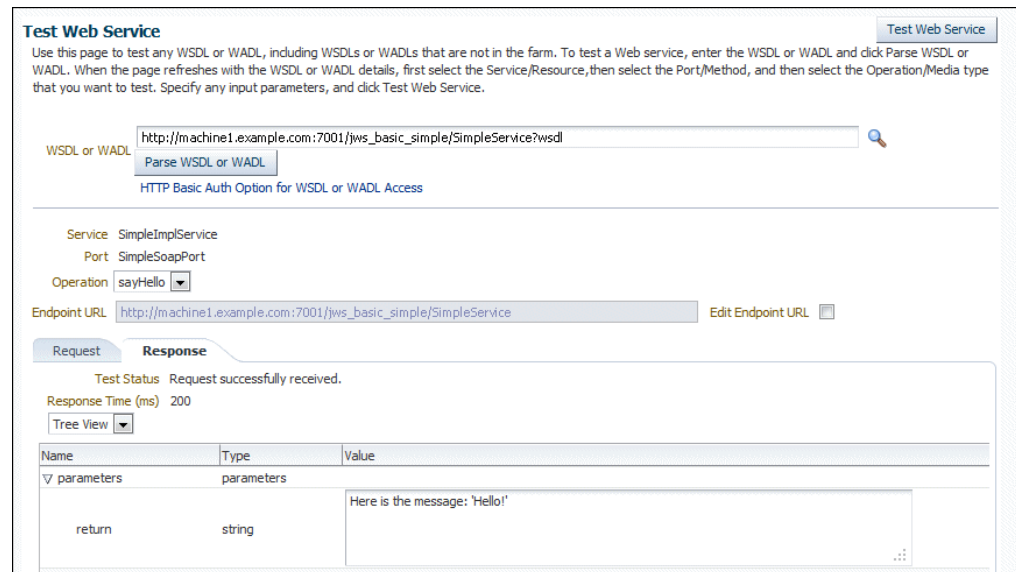 Test Web Service
Test Web Service
Use this page to test any WSDL or WADL, including WSDLs or WADLs that are not in the farm. To test a Web service, enter the WSDL or WADL and click Parse WSDL or
WADL. When the page refreshes with the WSDL or WADL details, first select the Service/Resource,then select the Port/Method, and then select the Operation/Media type
that you want to test. Specify any input parameters, and click Test Web Service.
WSDL or WADL http://machine1.example.com:7001/jws_basic_simple/SimpleService?wsdl
Parse WSDL or WADL
HTTP Basic Auth Option for WSDL or WADL Access
Service SimpleImplService
Port SimpleSoapPort
Operation sayHello
Endpoint URL http://machine1.example.com:7001/jws_basic_simple/SimpleService Edit Endpoint URL
Request Response
Test Status Request successfully received.
Response Time (ms) 200
Tree View
Name Type Value
parameters parameters
Here is the message: 'Hello!'
return string